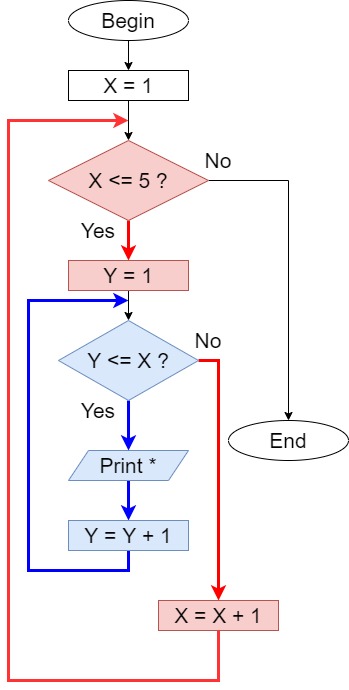 Begin
X = 1
X <= 5 ?
No
Yes
Y = 1
Y <= X ?
No
Yes
End
Print *
Y = Y + 1
X = X + 1